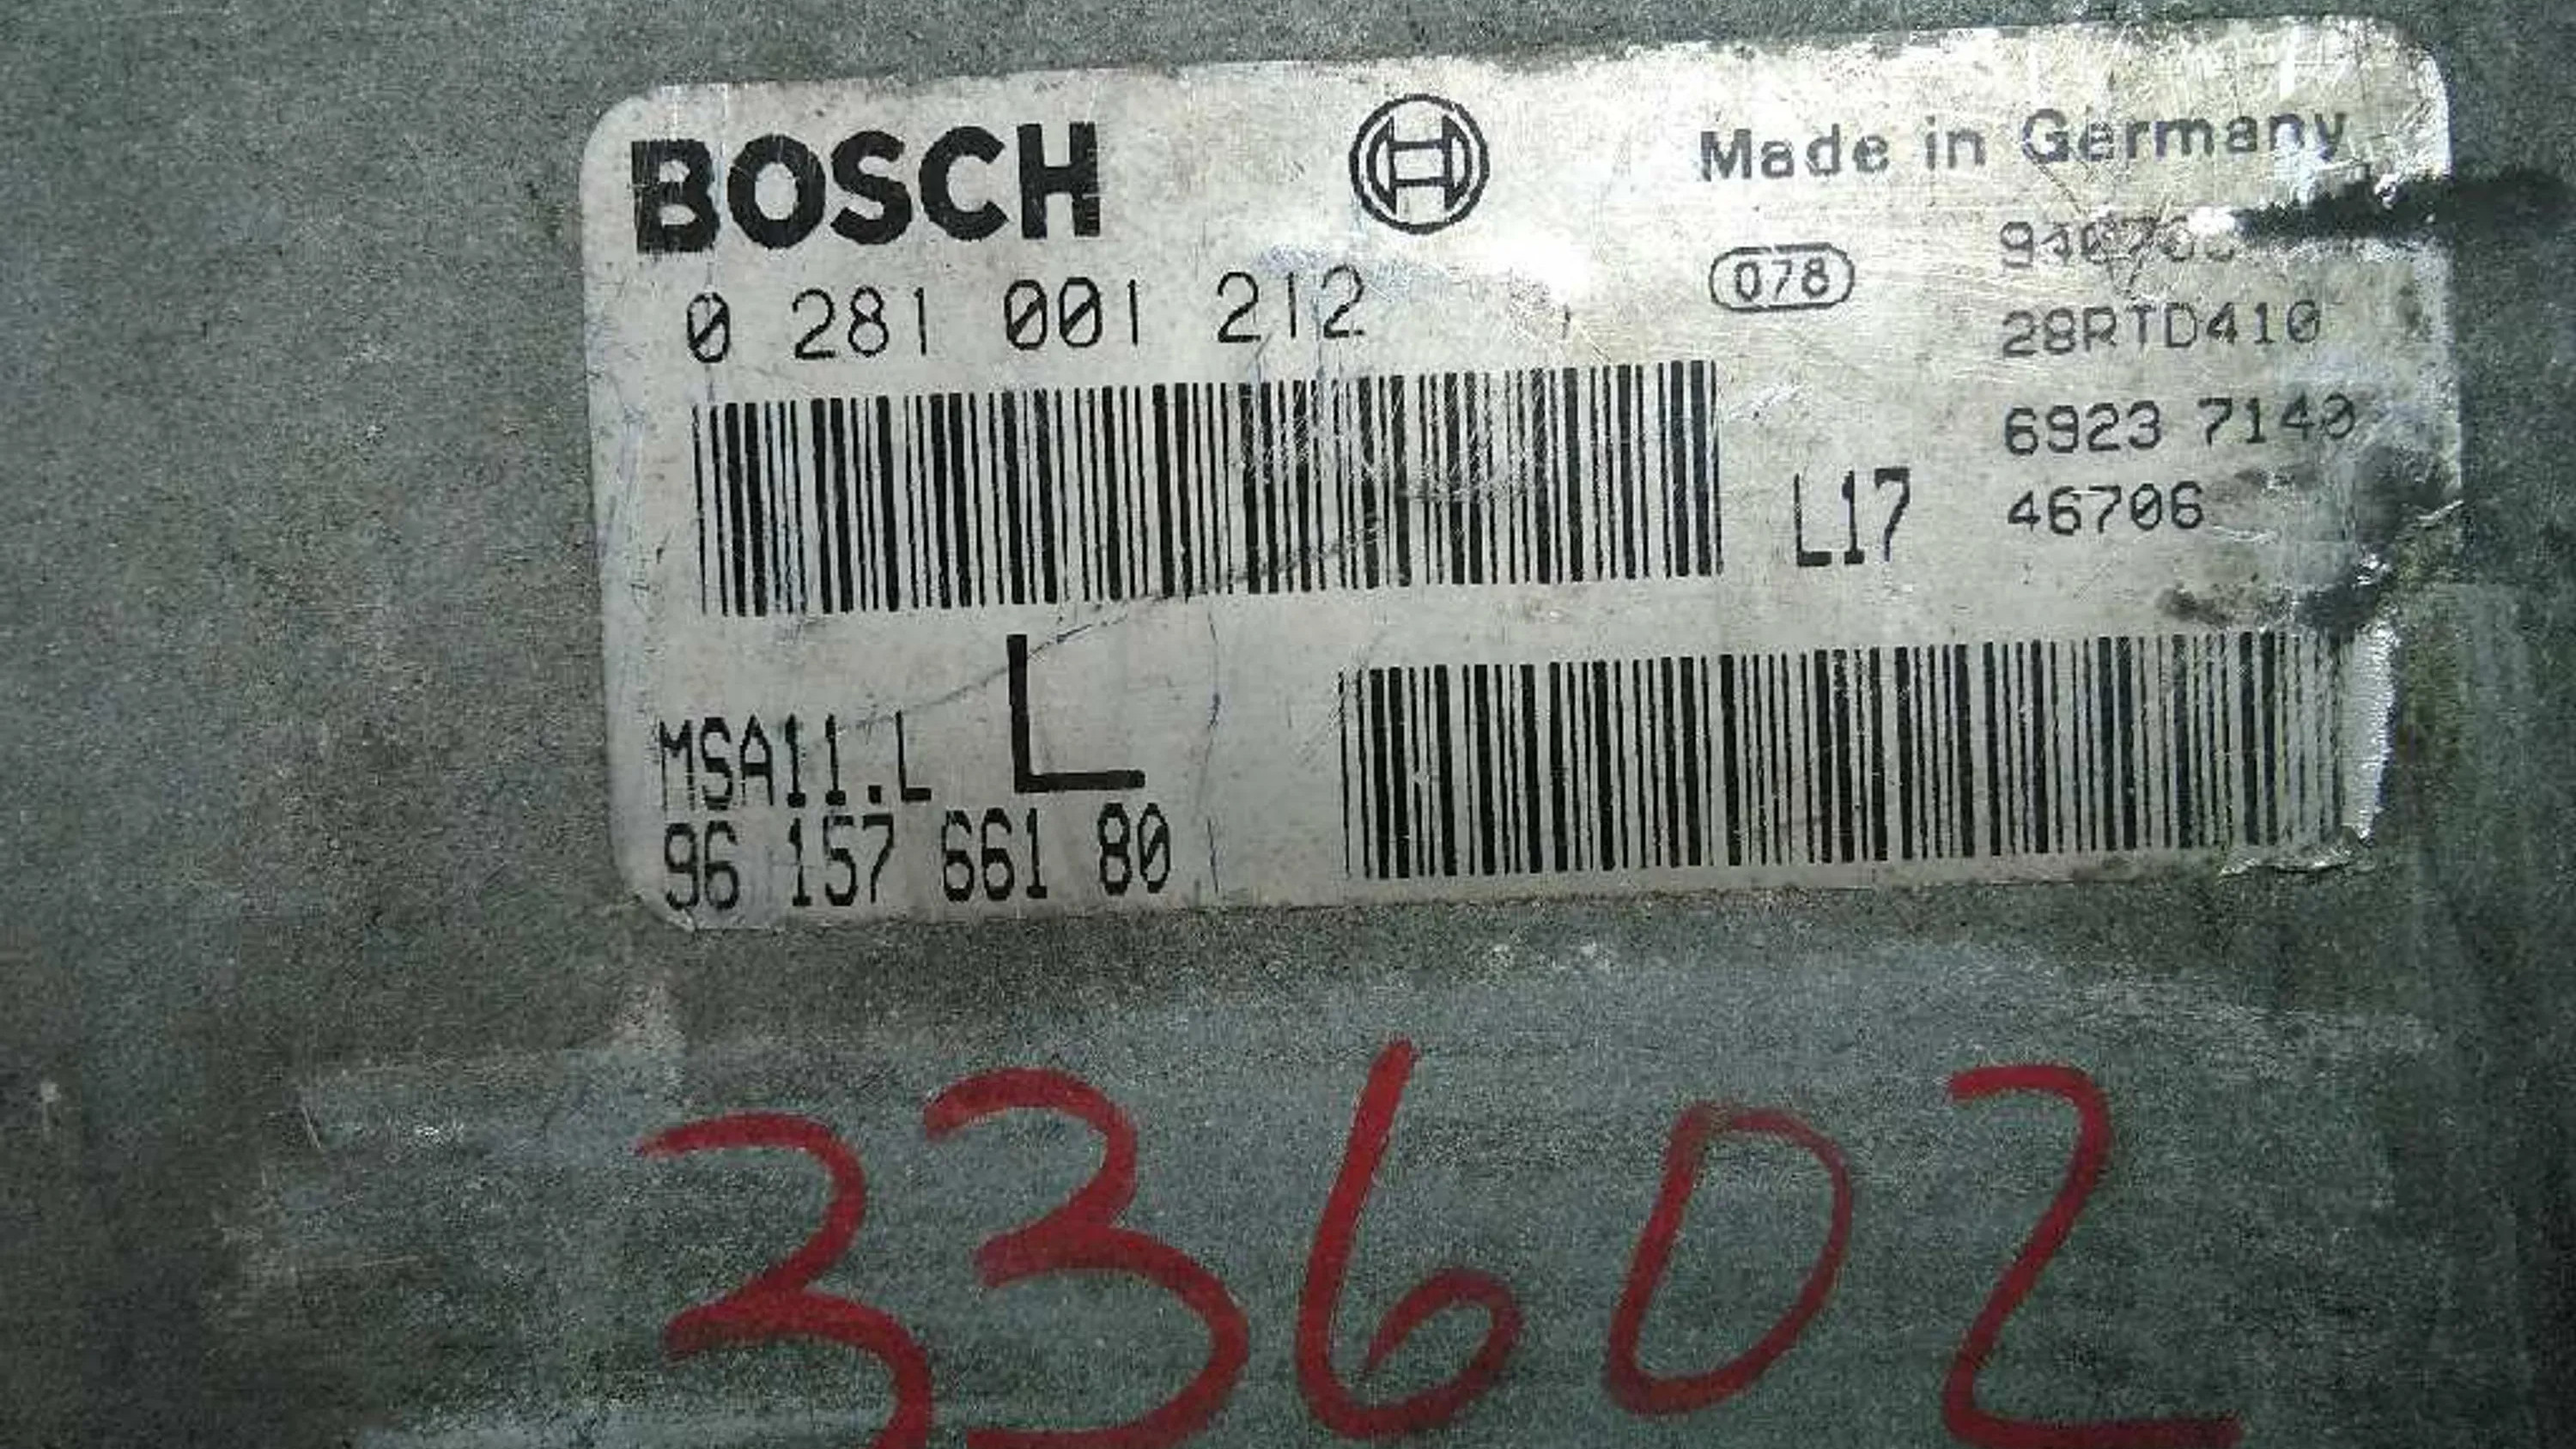 BOSCH
Made in Germany
0 281 001 212
078
28RTD410
6923 7140
L17
46706
L
MSA11.L
96 157 661 80
33602